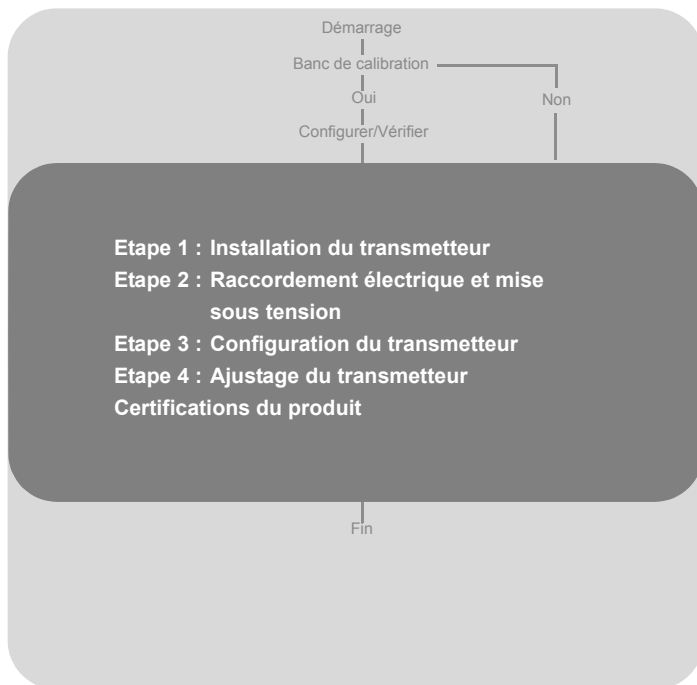 Démarrage
Banc de calibration
Oui
Non
Configurer/Vérifier
Etape 1 : Installation du transmetteur
Etape 2 : Raccordement électrique et mise
sous tension
Etape 3 : Configuration du transmetteur
Etape 4 : Ajustage du transmetteur
Certifications du produit
Fin